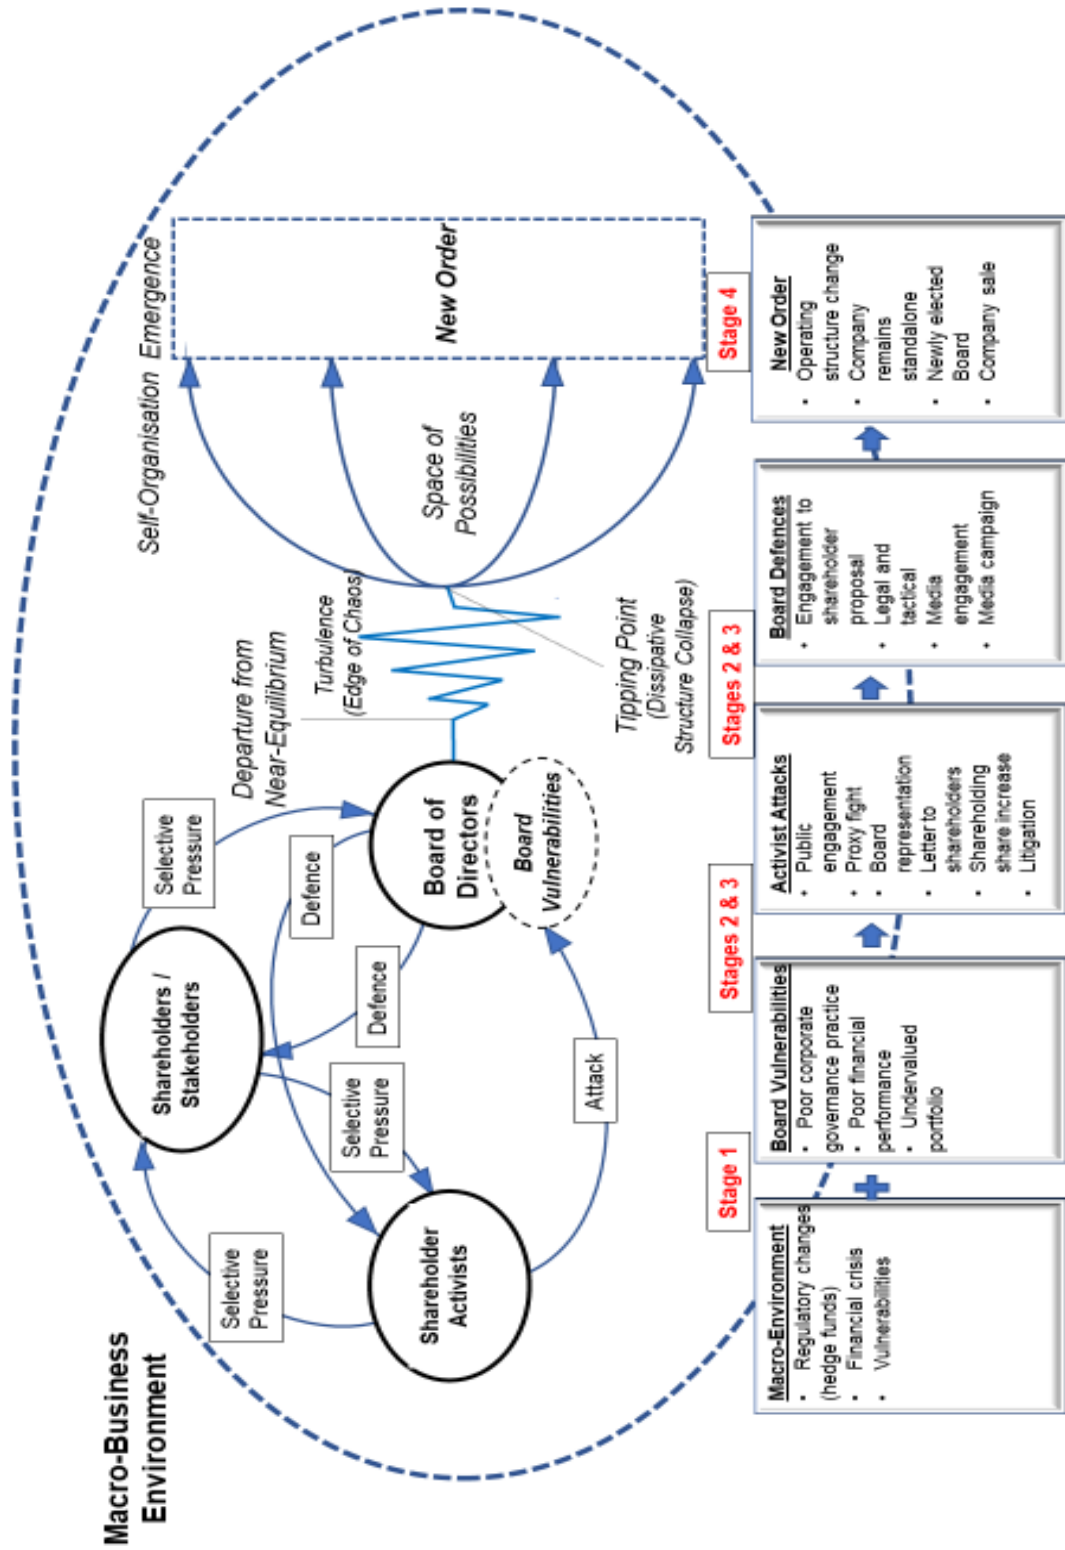 Macro-Business
Environment
Self-Organisation Emergence
Selective
Pressure
Shareholders /
Stakeholders
Selective
Pressure
Departure from
Near-Equilibrium
Turbulence
(Edge of Chaos)
Defence
Defence
Selective
Pressure
Shareholder
Activists
Board of
Directors
Board
Vulnerabilities
Attack
Tipping Point
(Dissipative
Structure Collapse)
Space of
Possibilities
New Order
Stage 1
Stages 2 & 3
Stages 2 & 3
Stage 4
Macro-Environment
• Regulatory changes
(hedge funds)
• Financial crisis
• Vulnerabilities
Board Vulnerabilities
• Poor corporate
governance practice
• Poor financial
performance
• Undervalued
portfolio
Activist Attacks
• Public
engagement
• Proxy fight
• Board
representation
• Letter to
shareholders
• Shareholding
share increase
• Litigation
Board Defences
• Engagement to
shareholder
proposal
• Legal and
tactical
• Media
engagement
• Media campaign
New Order
• Operating
structure change
• Company
remains
standalone
• Newly elected
Board
• Company sale